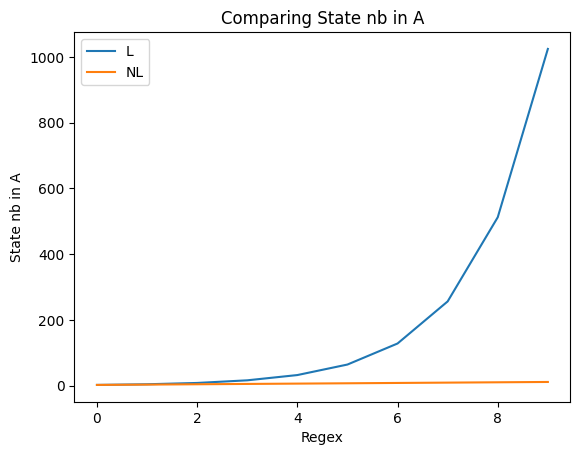 Comparing State nb in A
L
NL
State nb in A
1000
800
600
400
200
0
0 2 4 6 8
Regex